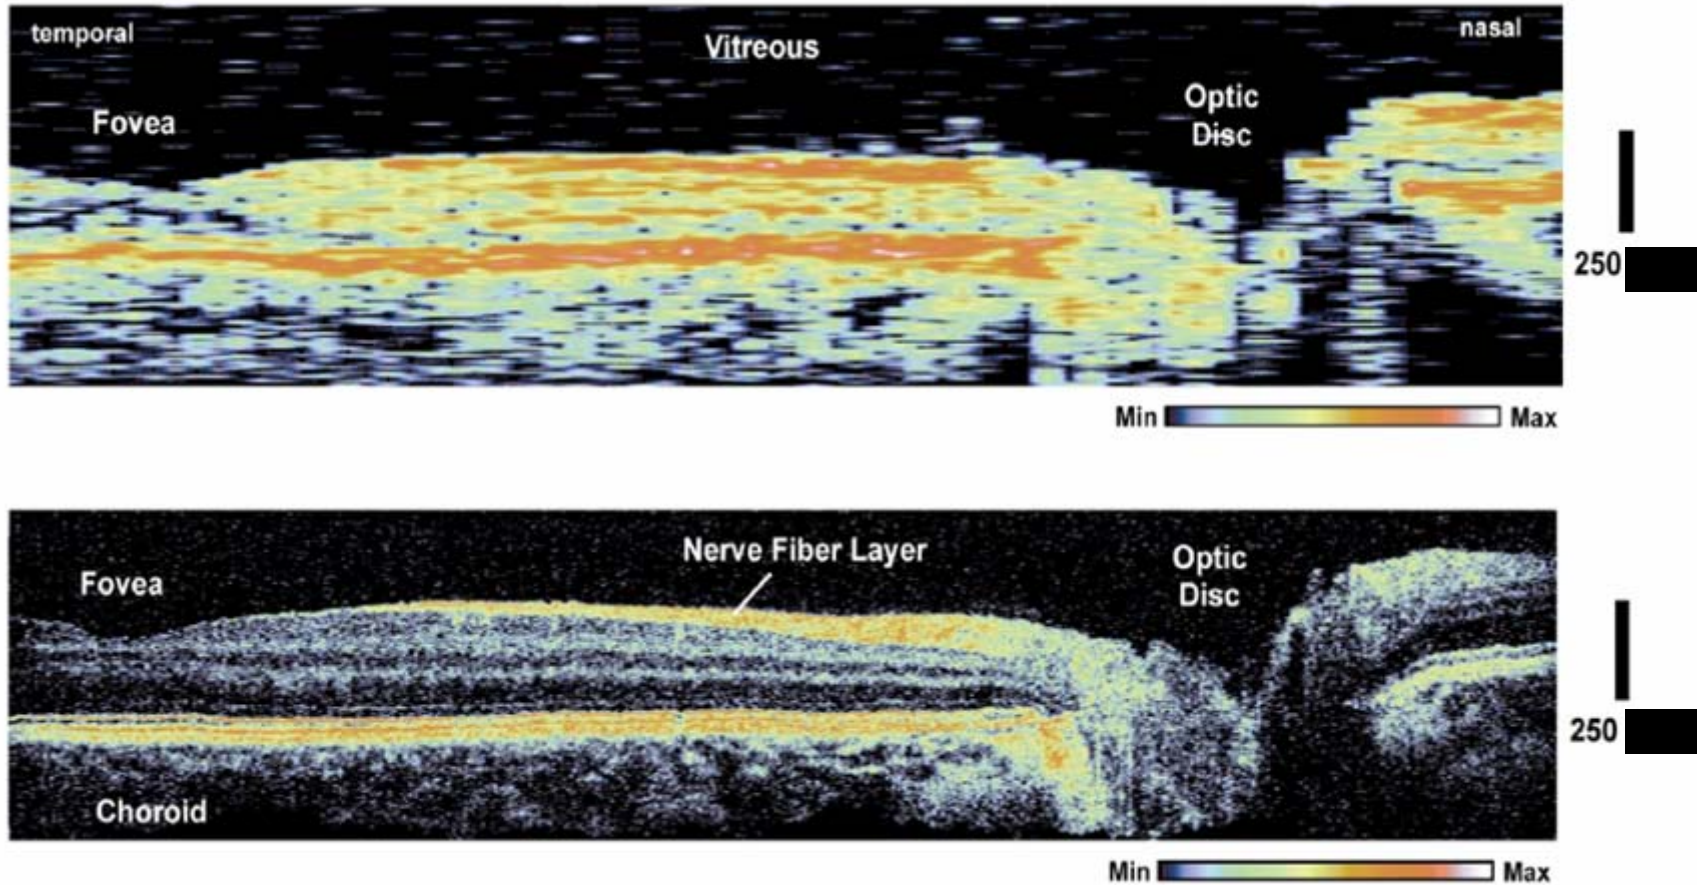 temporal
Vitreous
nasal
Fovea
Optic
Disc
250
Min
Max
Fovea
Nerve Fiber Layer
Optic
Disc
250
Choroid
Min
Max